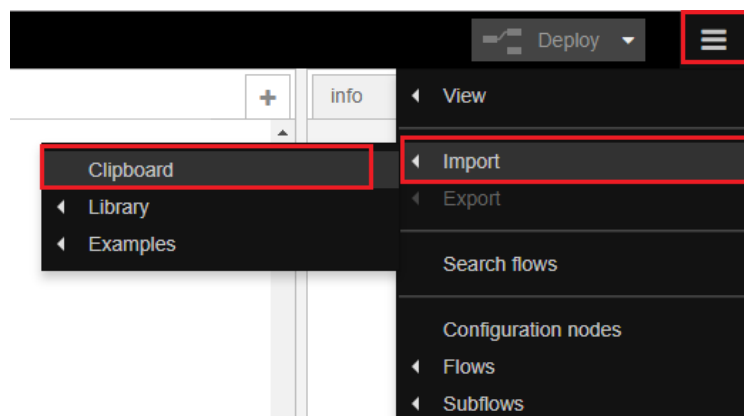 Deploy
+
info
View
Import
Export
Clipboard
Library
Examples
Search flows
Configuration nodes
Flows
Subflows